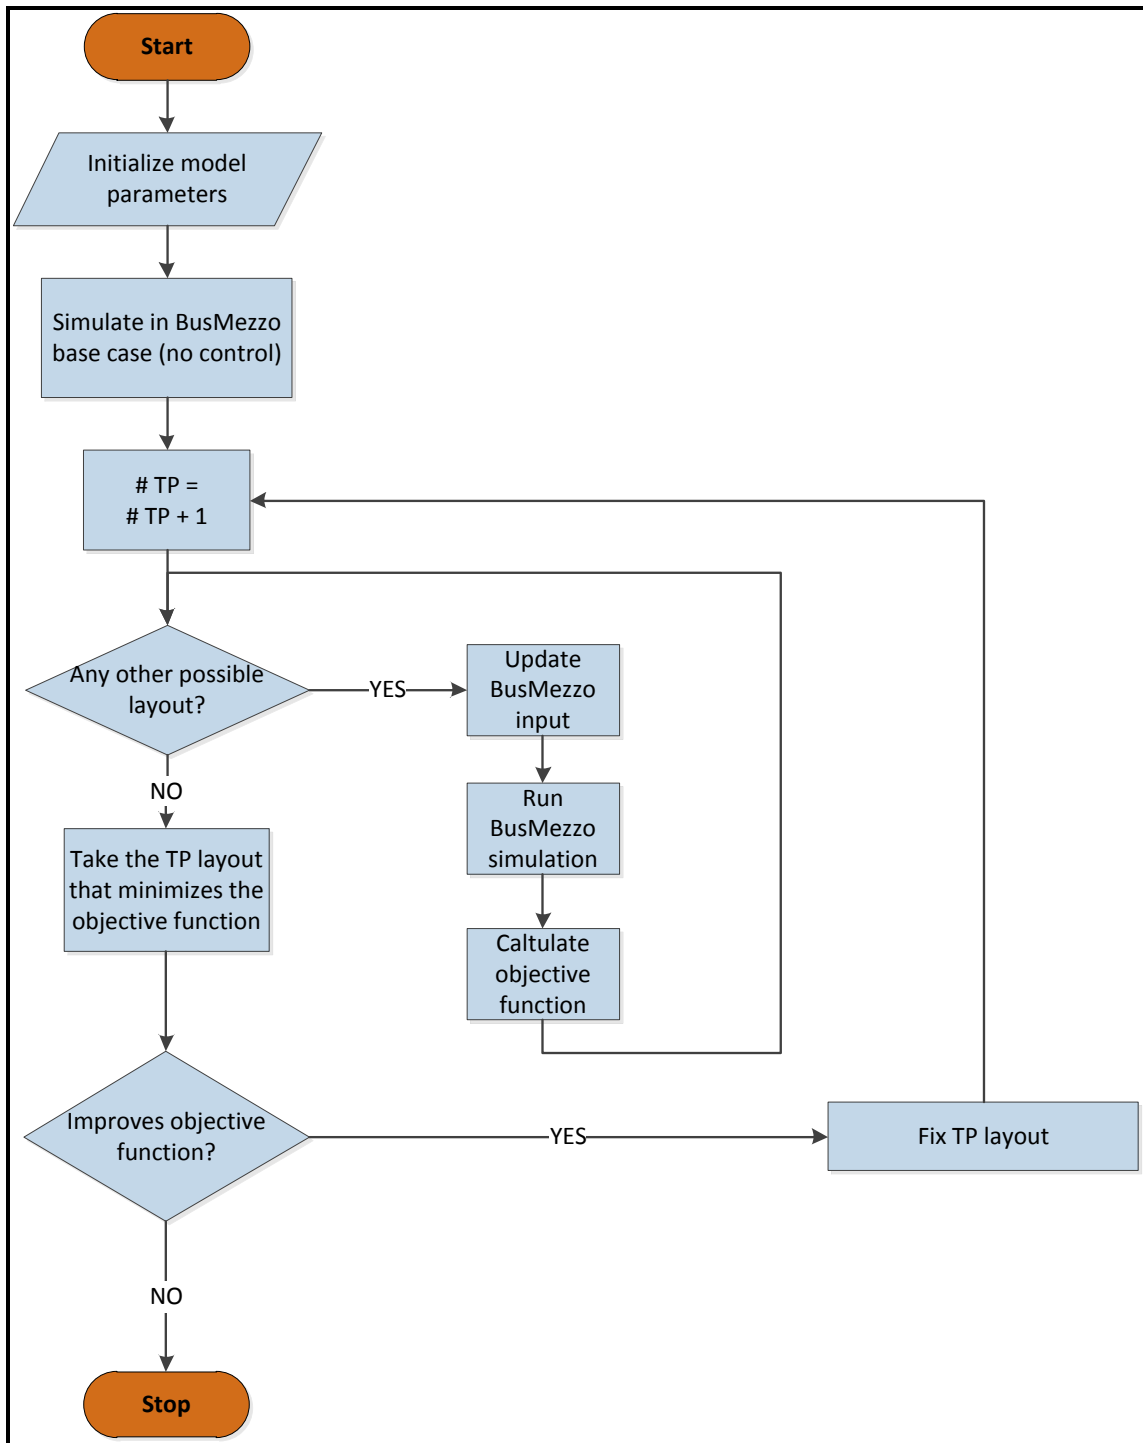 Start
Initialize model
parameters
Simulate in BusMezzo
base case (no control)
# TP =
# TP + 1
Any other possible
layout?
YES
Update
BusMezzo
input
NO
Run
BusMezzo
simulation
Take the TP layout
that minimizes the
objective function
Caltulate
objective
function
Improves objective
function?
YES
Fix TP layout
NO
Stop